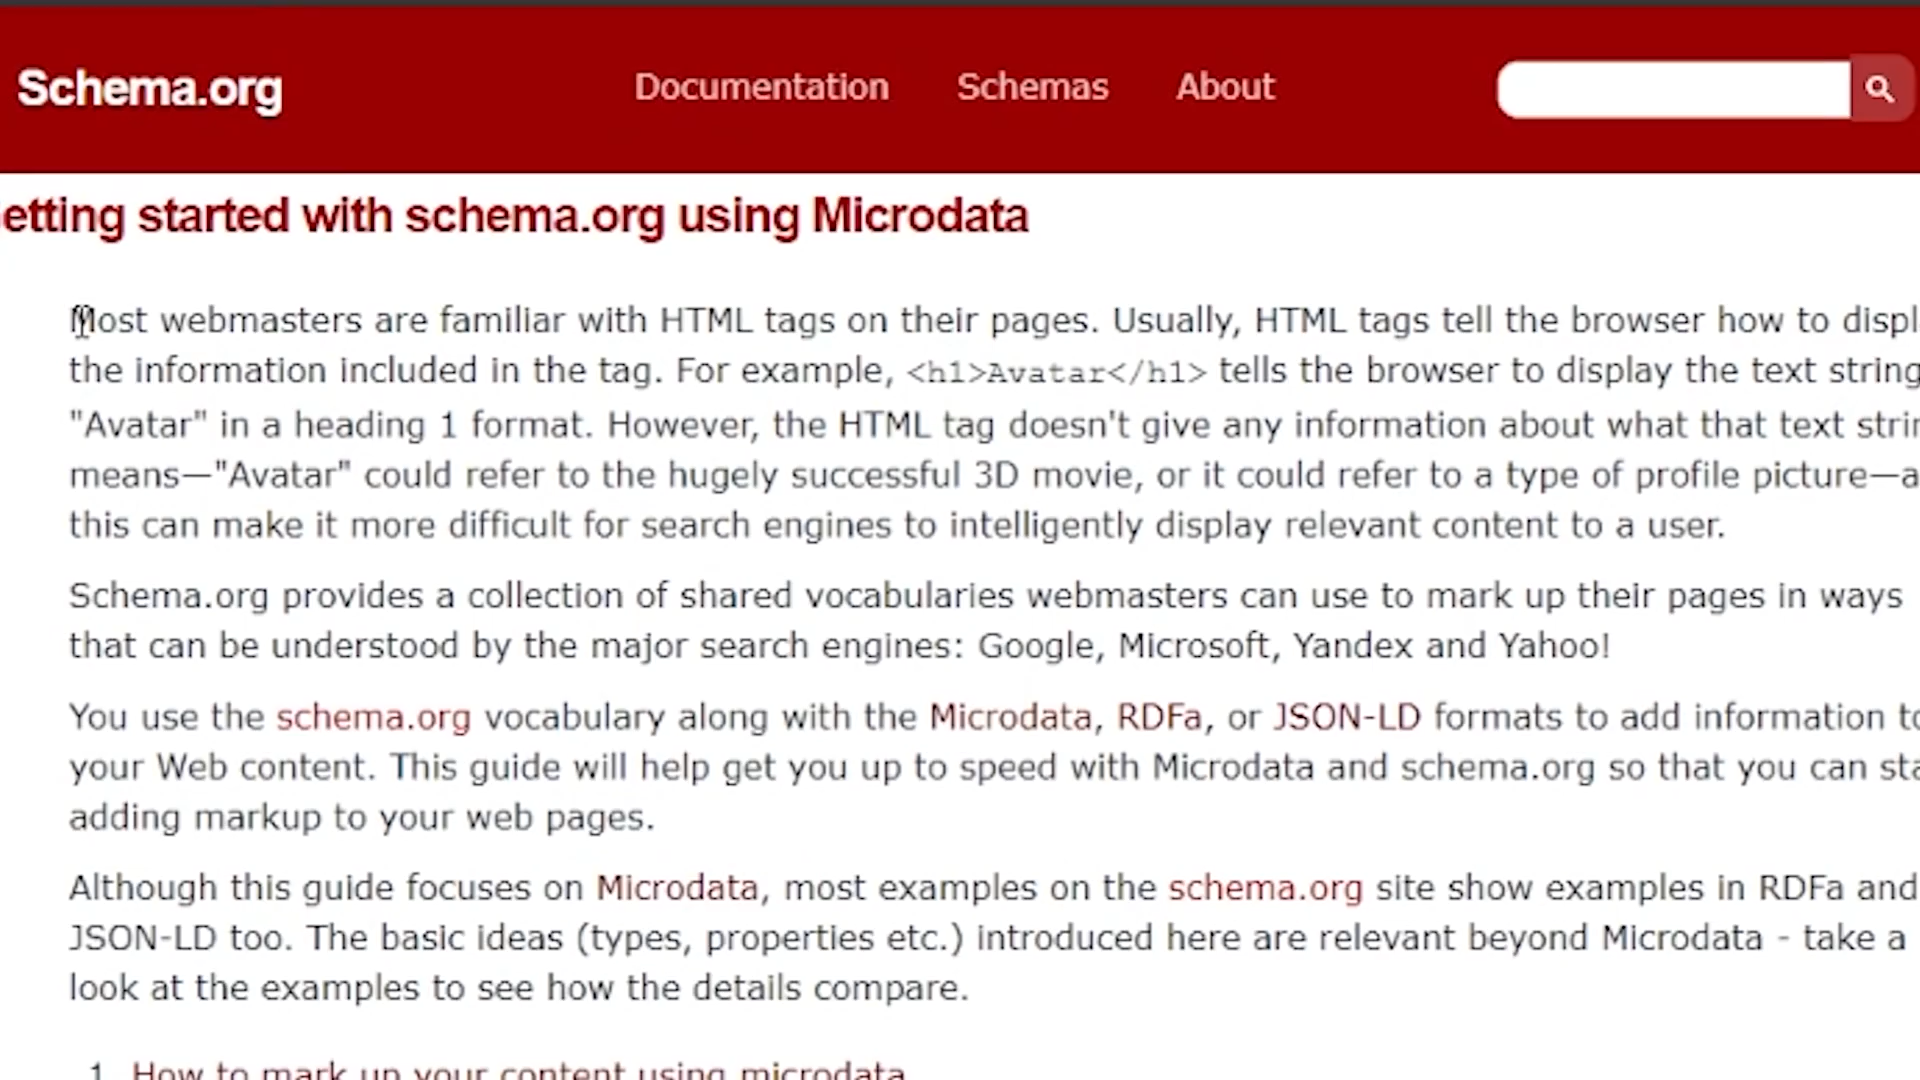 Schema.org
Documentation
Schemas
About
etting started with schema.org using Microdata
Most webmasters are familiar with HTML tags on their pages. Usually, HTML tags tell the browser how to displ
the information included in the tag. For example, <h1>Avatar</h1> tells the browser to display the text string
"Avatar" in a heading 1 format. However, the HTML tag doesn't give any information about what that text strin
means—"Avatar" could refer to the hugely successful 3D movie, or it could refer to a type of profile picture—a
this can make it more difficult for search engines to intelligently display relevant content to a user.
Schema.org provides a collection of shared vocabularies webmasters can use to mark up their pages in ways
that can be understood by the major search engines: Google, Microsoft, Yandex and Yahoo!
You use the schema.org vocabulary along with the Microdata, RDFa, or JSON-LD formats to add information to
your Web content. This guide will help get you up to speed with Microdata and schema.org so that you can sta
adding markup to your web pages.
Although this guide focuses on Microdata, most examples on the schema.org site show examples in RDFa and
JSON-LD too. The basic ideas (types, properties etc.) introduced here are relevant beyond Microdata - take a
look at the examples to see how the details compare.
1. How to mark up your content using microdata